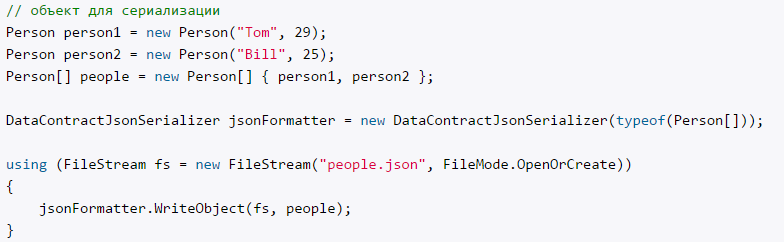 // объект для сериализации
Person person1 = new Person("Tom", 29);
Person person2 = new Person("Bill", 25);
Person[] people = new Person[] { person1, person2 };
DataContractJsonSerializer jsonFormatter = new DataContractJsonSerializer(typeof(Person[]));
using (FileStream fs = new FileStream("people.json", FileMode.OpenOrCreate))
{
    jsonFormatter.WriteObject(fs, people);
}